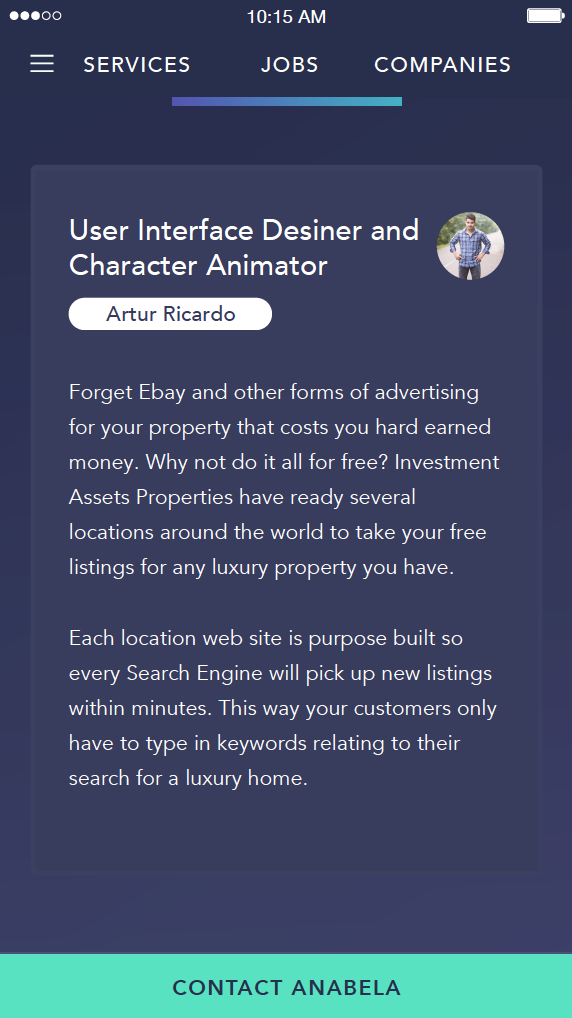 10:15 AM
SERVICES JOBS COMPANIES
User Interface Desiner and
Character Animator
Artur Ricardo
Forget Ebay and other forms of advertising
for your property that costs you hard earned
money. Why not do it all for free? Investment
Assets Properties have ready several
locations around the world to take your free
listings for any luxury property you have.
Each location web site is purpose built so
every Search Engine will pick up new listings
within minutes. This way your customers only
have to type in keywords relating to their
search for a luxury home.
CONTACT ANABELA